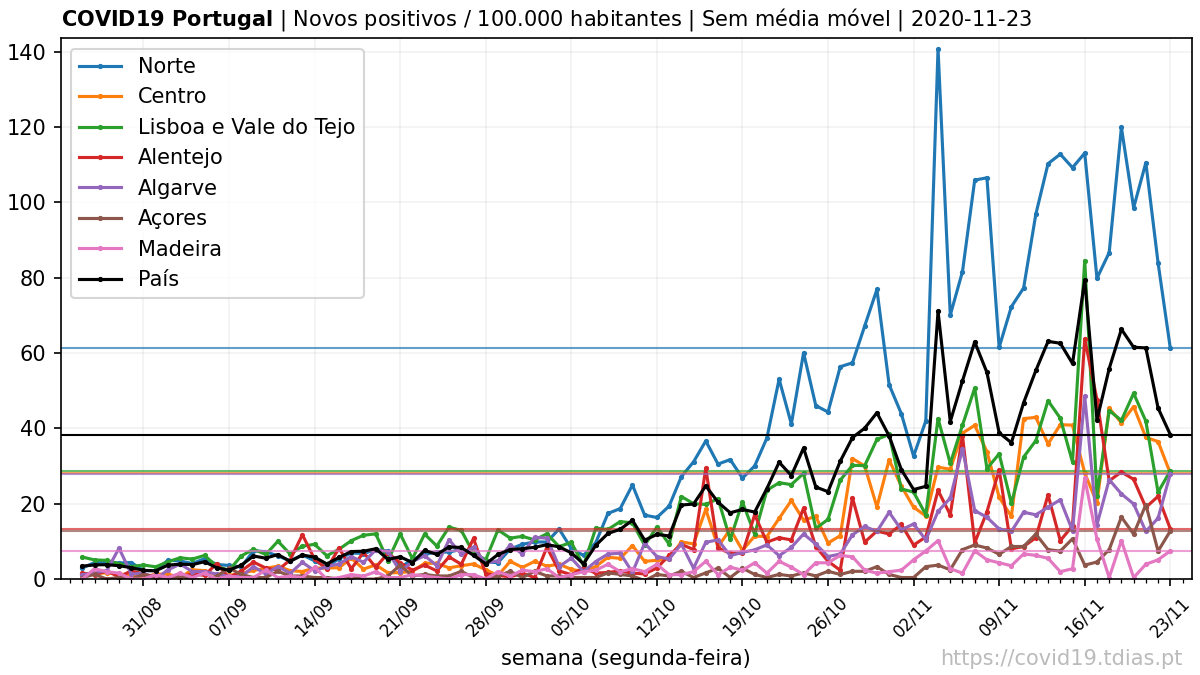 COVID19 Portugal | Novos positivos / 100.000 habitantes | Sem média móvel | 2020-11-23
140
120
100
80
60
40
20
0
Norte
Centro
Lisboa e Vale do Tejo
Alentejo
Algarve
Açores
Madeira
País
31/08
07/09
14/09
21/09
28/09
05/10
12/10
19/10
26/10
02/11
09/11
16/11
23/11
semana (segunda-feira)
https://covid19.tdias.pt